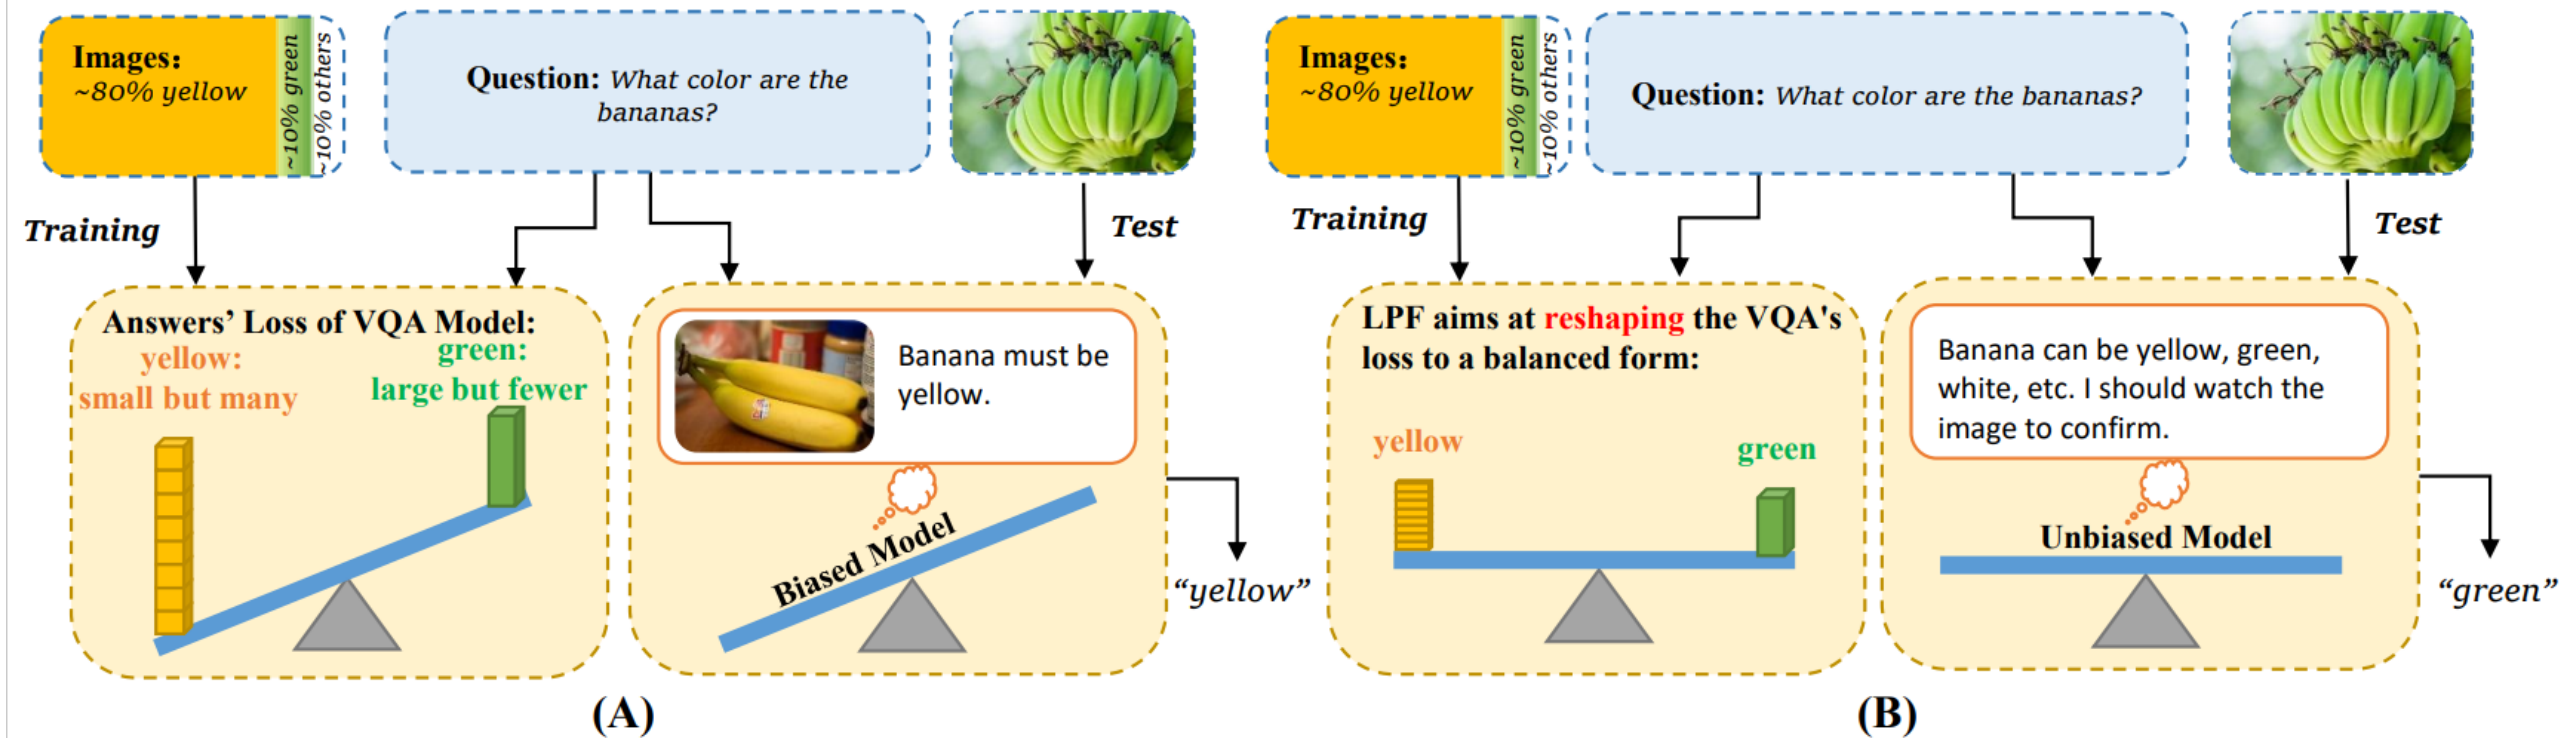 Images:
~80% yellow
~10% green
~10% others
Question: What color are the
bananas?
Training
Test
Answers' Loss of VQA Model:
yellow:
small but many
green:
large but fewer
Banana must be
yellow.
Biased Model
“yellow”
(A)
Images:
~80% yellow
~10% green
~10% others
Question: What color are the bananas?
Training
Test
LPF aims at reshaping the VQA's
loss to a balanced form:
yellow
green
Banana can be yellow, green,
white, etc. I should watch the
image to confirm.
Unbiased Model
“green”
(B)